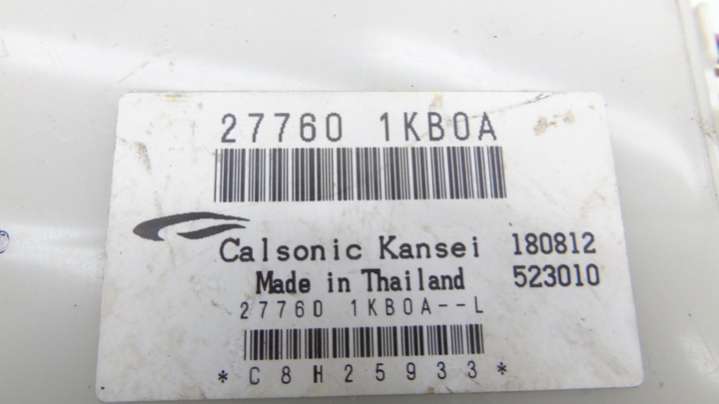 27760 1KB0A
Calsonic Kansei 180812
Made in Thailand 523010
27760 1KB0A--L
*C8H25933*